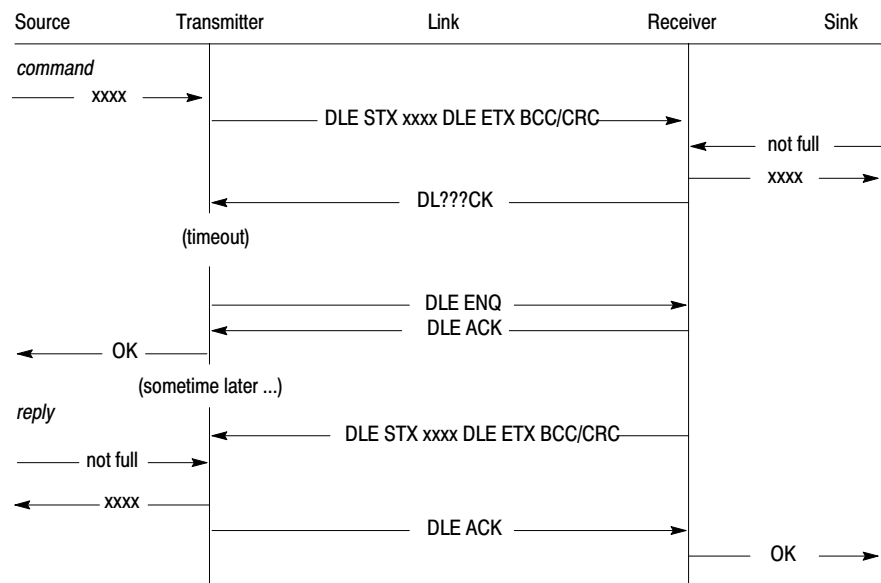 Source Transmitter Link Receiver Sink
command
xxxx
DLE STX xxxx DLE ETX BCC/CRC
not full
xxxx
DL???CK
(timeout)
DLE ENQ
DLE ACK
OK
(sometime later ...)
reply
DLE STX xxxx DLE ETX BCC/CRC
not full
xxxx
DLE ACK
OK